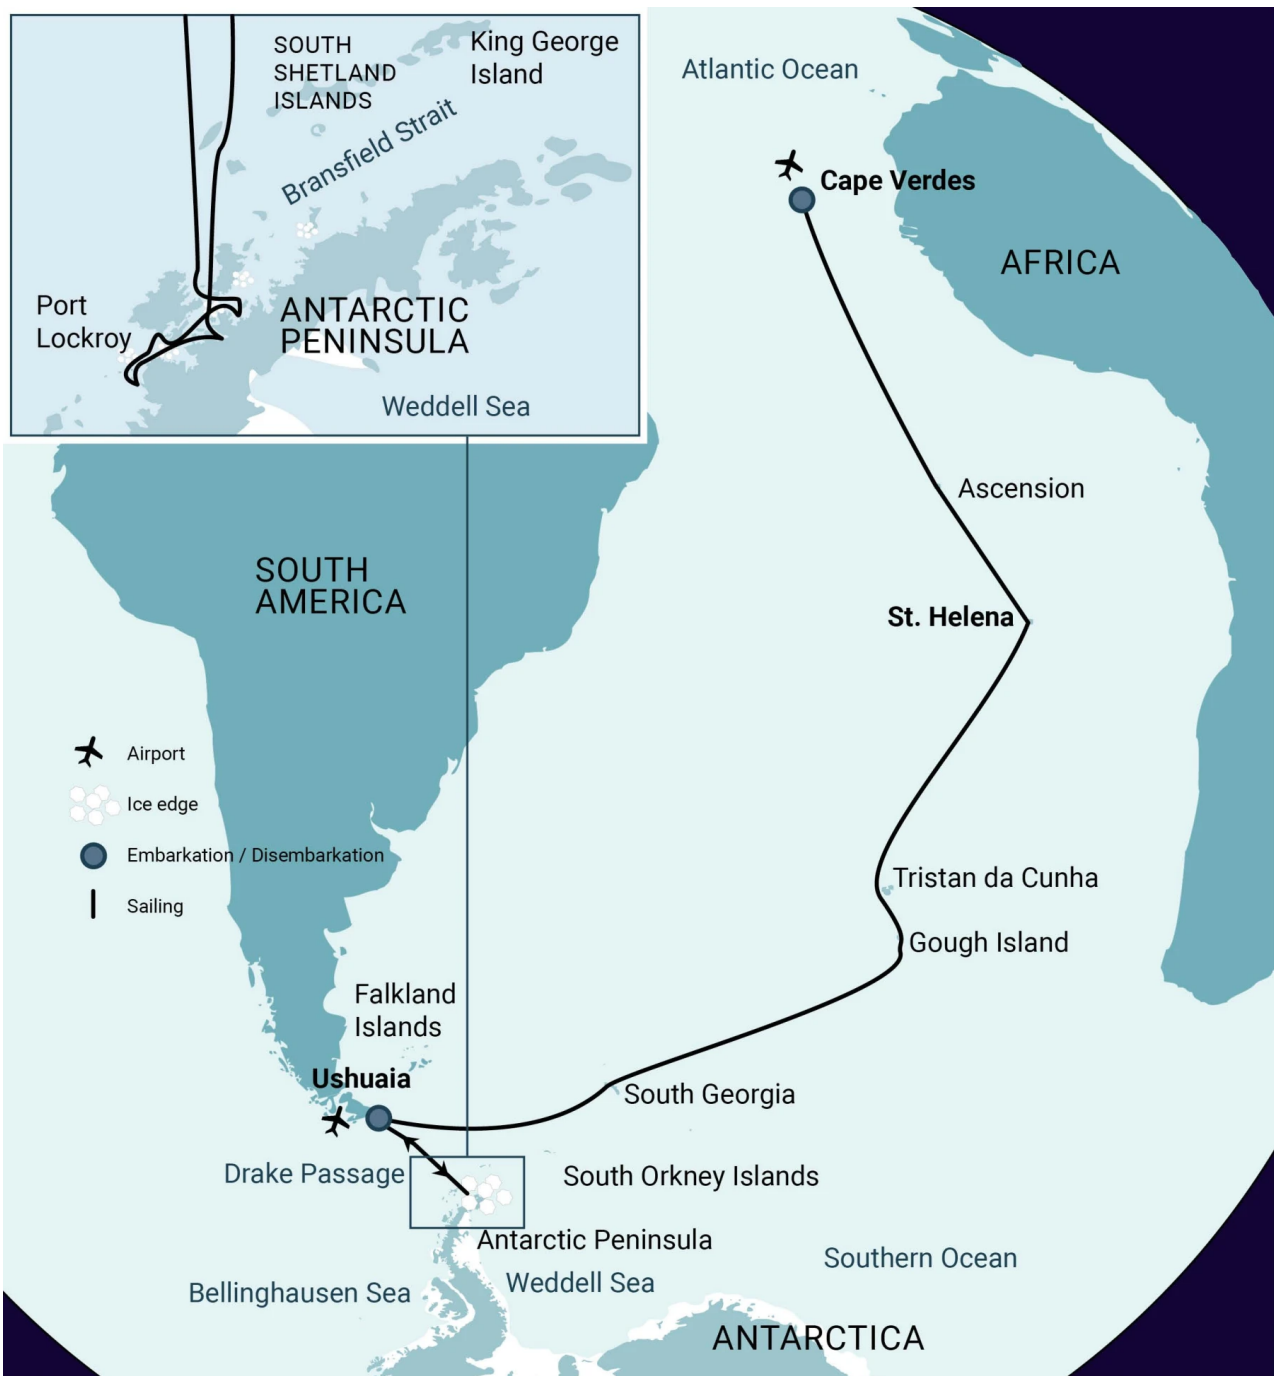 SOUTH
SHETLAND
ISLANDS
King George
Island
Bransfield Strait
Port
Lockroy
ANTARCTIC
PENINSULA
Weddell Sea
Atlantic Ocean
Cape Verdes
AFRICA
Ascension
St. Helena
SOUTH
AMERICA
Airport
Ice edge
Embarkation / Disembarkation
Sailing
Tristan da Cunha
Gough Island
Falkland
Islands
Ushuaia
South Georgia
Drake Passage
South Orkney Islands
Antarctic Peninsula
Southern Ocean
Bellinghausen Sea
Weddell Sea
ANTARCTICA